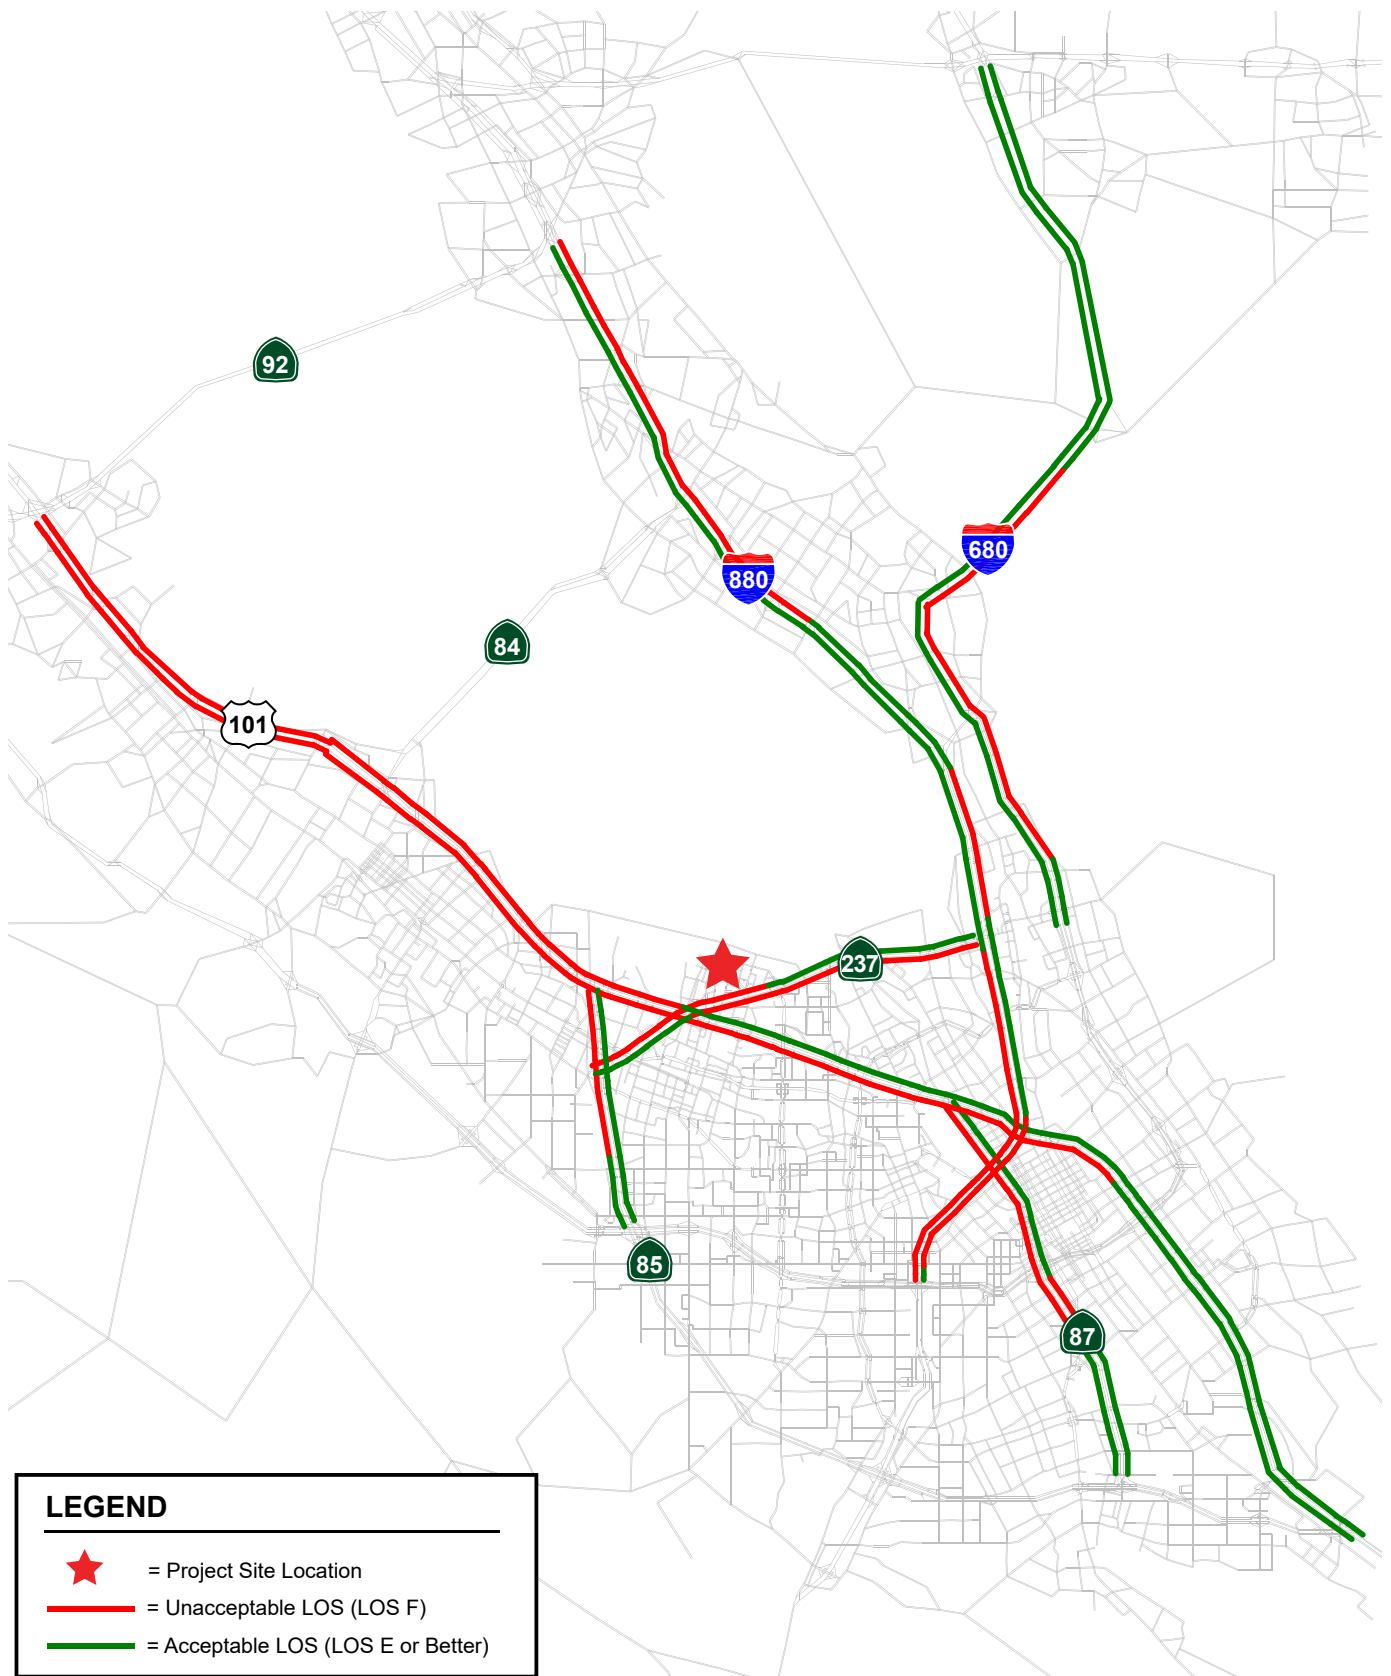 92
680
880
84
101
237
85
87
LEGEND
= Project Site Location
= Unacceptable LOS (LOS F)
= Acceptable LOS (LOS E or Better)